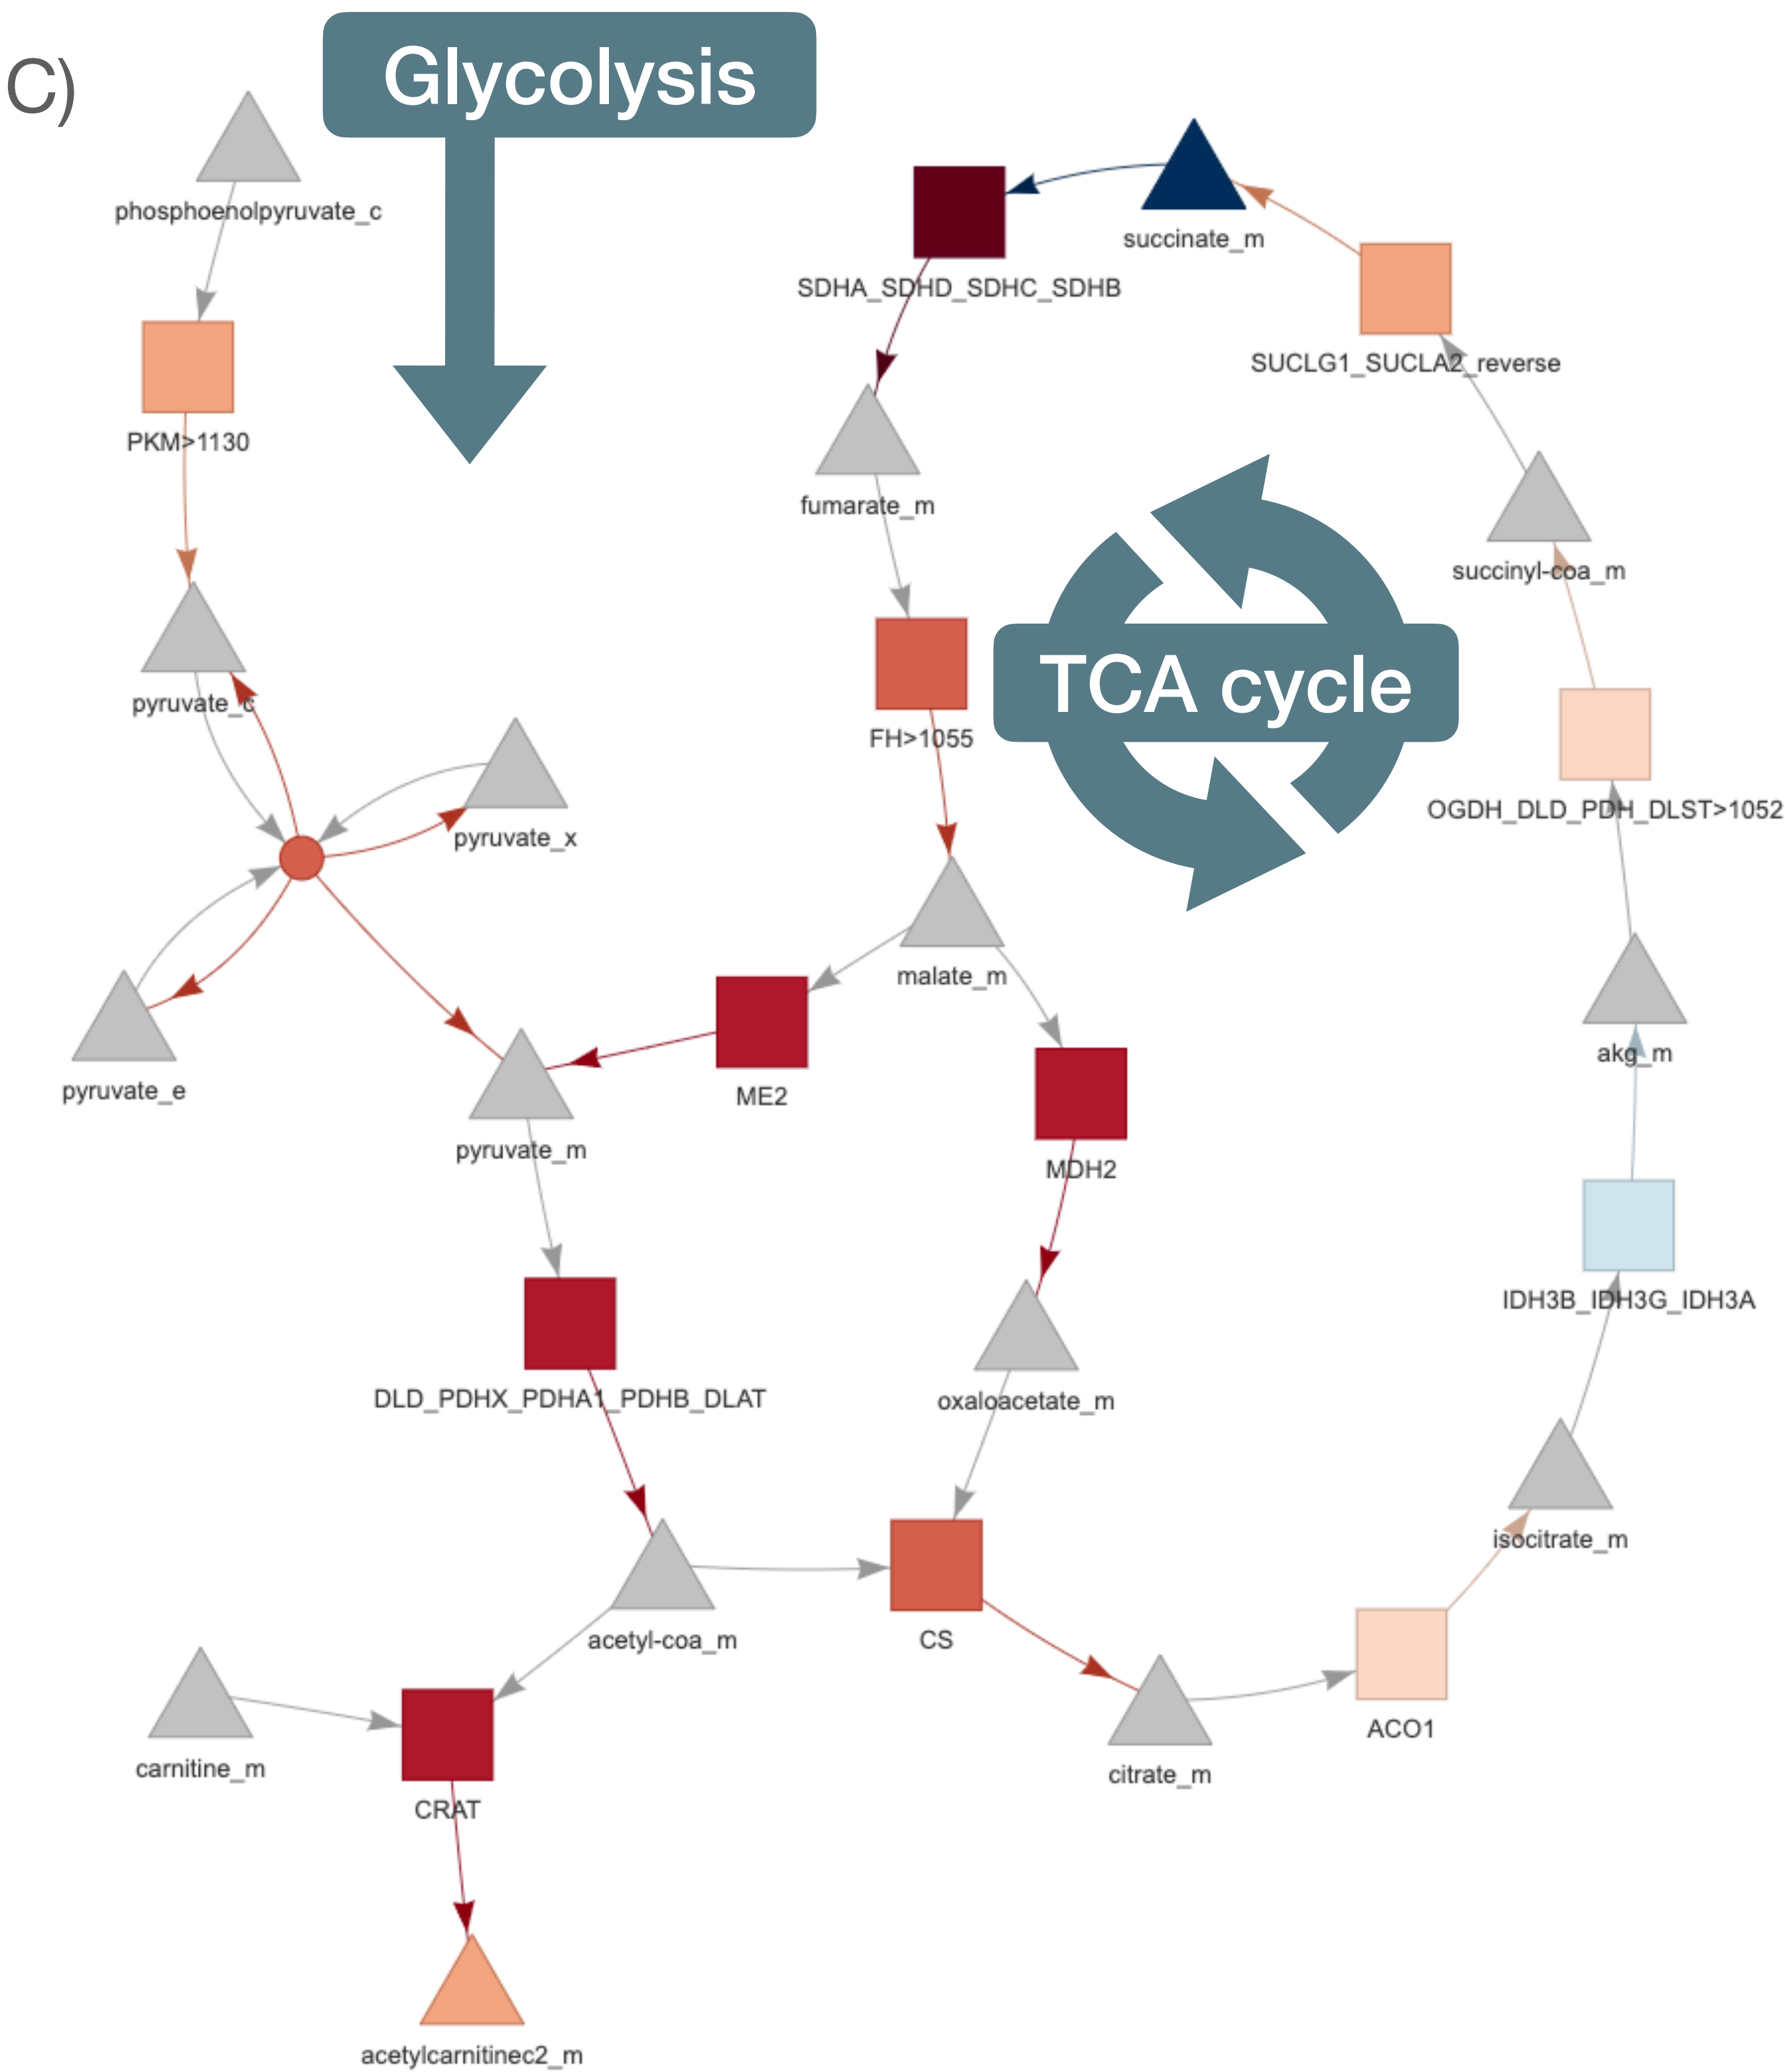 C)
Glycolysis
phosphoenolpyruvate_c
succinate_m
SDHA_SDHD_SDHC_SDHB
SUCLG1_SUCLA2_reverse
PKM>1130
fumarate_m
succinyl-coa_m
TCA cycle
pyruvate_c
FH>1055
OGDH_DLD_PDH_DLST>1052
pyruvate_x
malate_m
akg_m
pyruvate_e
ME2
pyruvate_m
MDH2
IDH3B_IDH3G_IDH3A
DLD_PDHX_PDHA1_PDHB_DLAT
oxaloacetate_m
isocitrate_m
acetyl-coa_m
CS
ACO1
carnitine_m
citrate_m
CRAT
acetylcarnitinec2_m